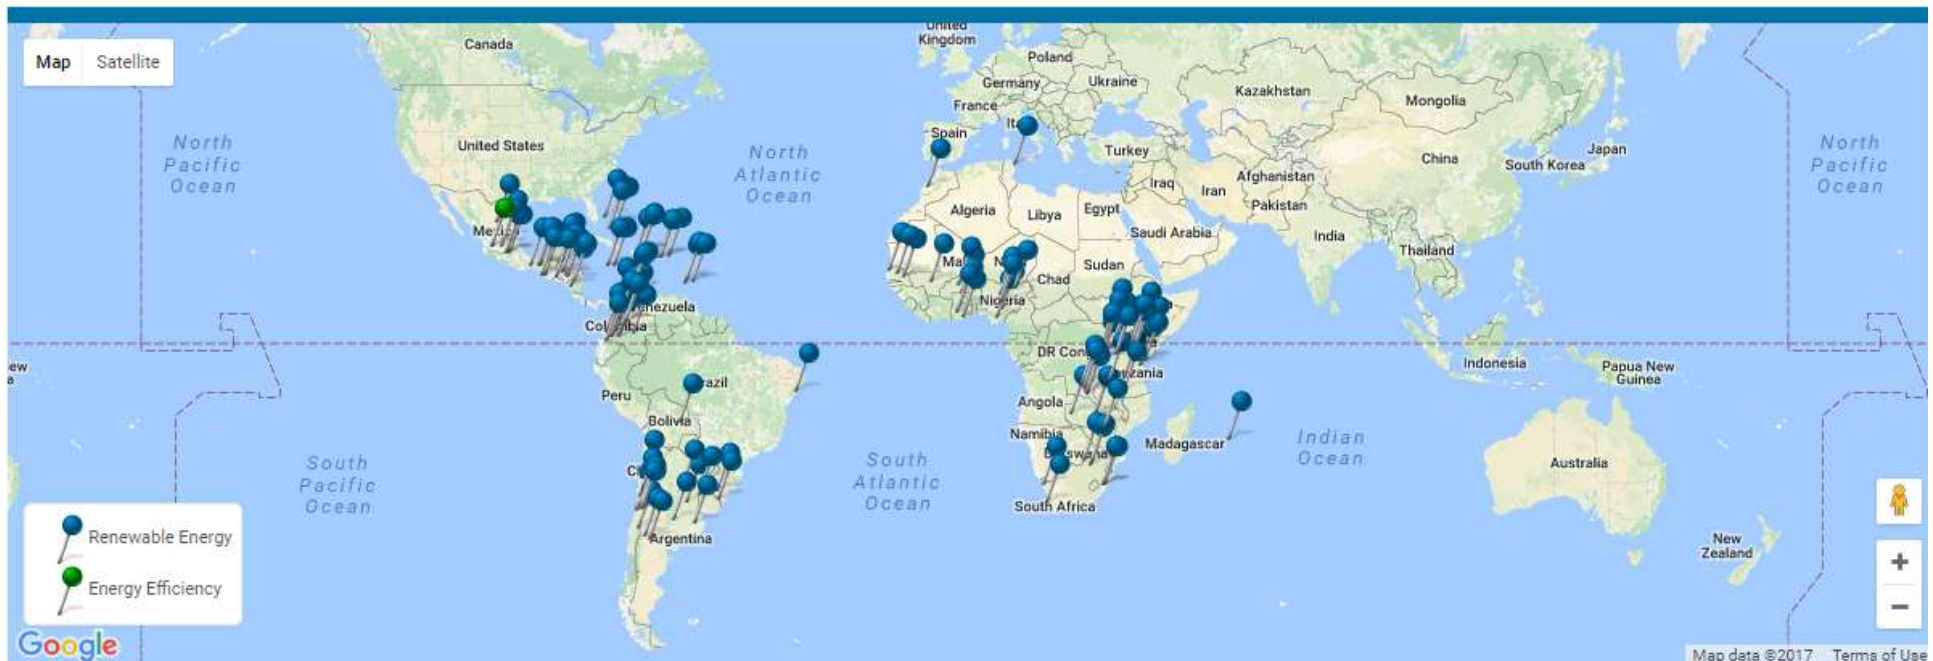 Map Satellite
Canada
United
Kingdom
Poland
Germany
Ukraine
France
Kazakhstan
Mongolia
North
Pacific
Ocean
United States
North
Atlantic
Ocean
Spain
Turkey
China
South Korea
Japan
North
Pacific
Ocean
Iraq
Iran
Afghanistan
Pakistan
Algeria
Libya
Egypt
Saudi Arabia
India
Thailand
Sudan
Chad
Nigeria
DR Con
Indonesia
Papua New
Guinea
Peru
Bolivia
Angola
Namibia
Madagascar
Indian
Ocean
South
Pacific
Ocean
South
Atlantic
Ocean
Australia
South Africa
Argentina
New
Zealand
Renewable Energy
Energy Efficiency
Google
Map data ©2017 Terms of Use